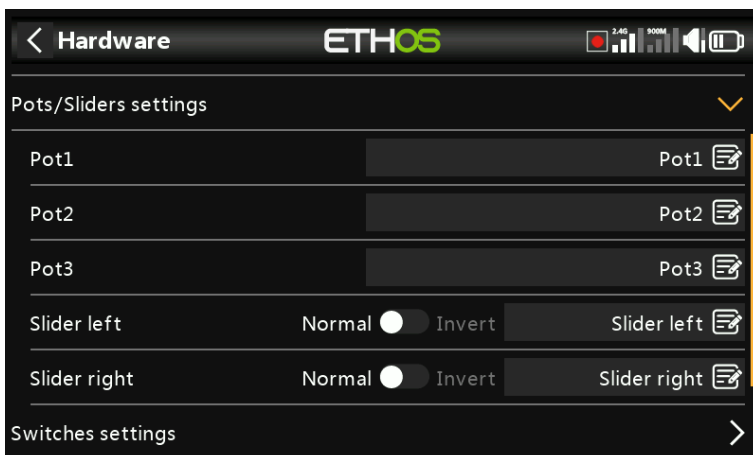 Hardware ETHOS 2.4G 900M
Pots/Sliders settings
Pot1 Pot1
Pot2 Pot2
Pot3 Pot3
Slider left Normal Invert Slider left
Slider right Normal Invert Slider right
Switches settings